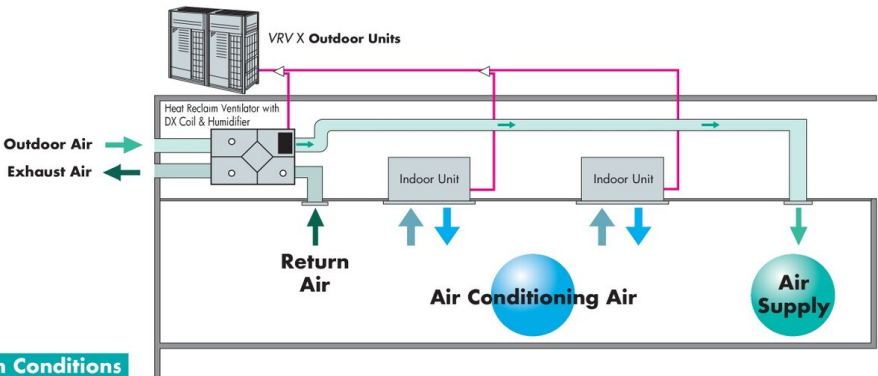 VRV X Outdoor Units
Heat Reclaim Ventilator with
DX Coil & Humidifier
Outdoor Air
Exhaust Air
Indoor Unit
Indoor Unit
Return
Air
Air Conditioning Air
Air
Supply
Conditions